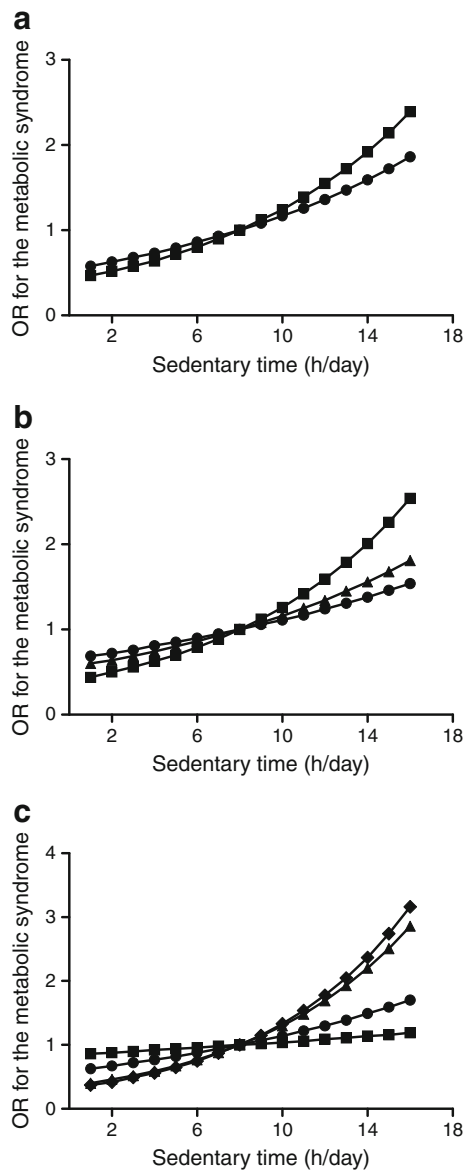 a
OR for the metabolic syndrome
3
2
1
0
2 6 10 14 18
Sedentary time (h/day)
b
OR for the metabolic syndrome
3
2
1
0
2 6 10 14 18
Sedentary time (h/day)
c
OR for the metabolic syndrome
4
3
2
1
0
2 6 10 14 18
Sedentary time (h/day)